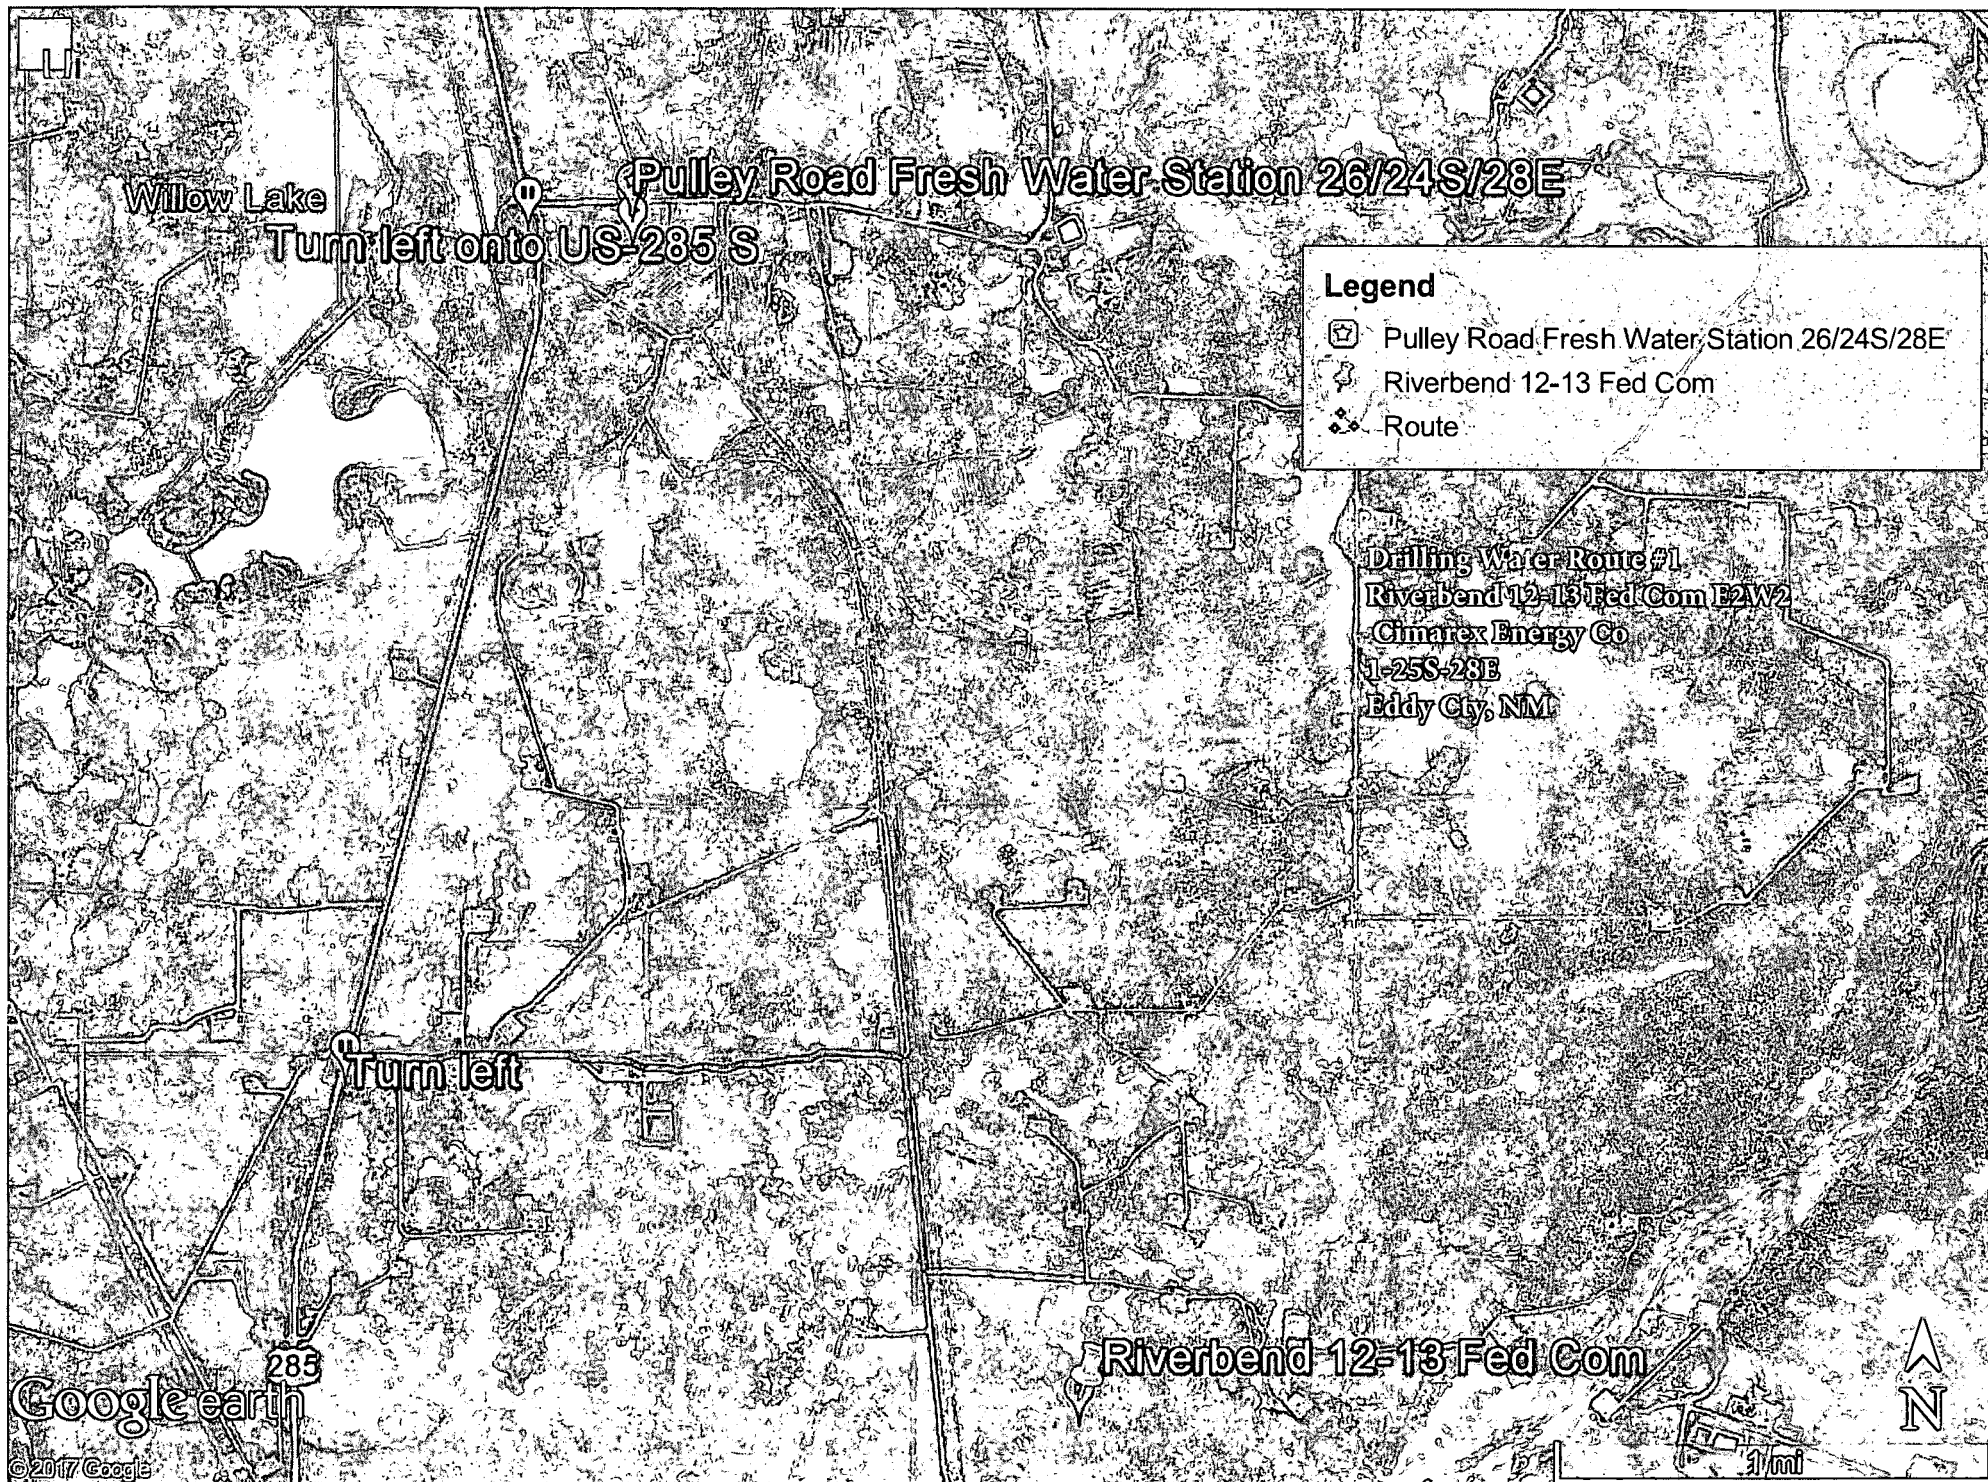 Willow Lake
Pulley Road Fresh Water Station 26/24S/28E
Turn left onto US-285 S
Legend
Pulley Road Fresh Water Station 26/24S/28E
Riverbend 12-13 Fed Com
Route
Drilling Water Route #1
Riverbend 12-13 Fed Com E2W2
Cimarex Energy Co
1-25S-28E
Eddy Cty, NM
Turn left
Riverbend 12-13 Fed Com
285
Google earth
N
© 2017 Google
1 mi